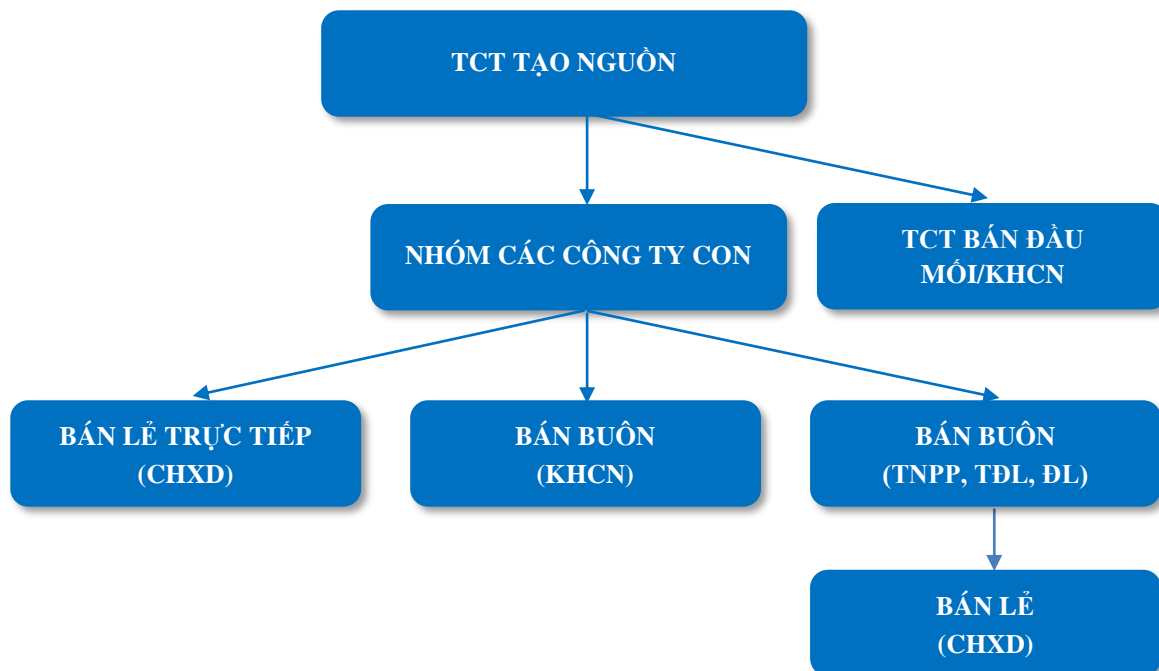 TCT TẠO NGUỒN
NHÓM CÁC CÔNG TY CON
TCT BÁN ĐẦU
MỐI/KHCN
BÁN LẺ TRỰC TIẾP
(CHXD)
BÁN BUÔN
(KHCN)
BÁN BUÔN
(TNPP, TĐL, ĐL)
BÁN LẺ
(CHXD)